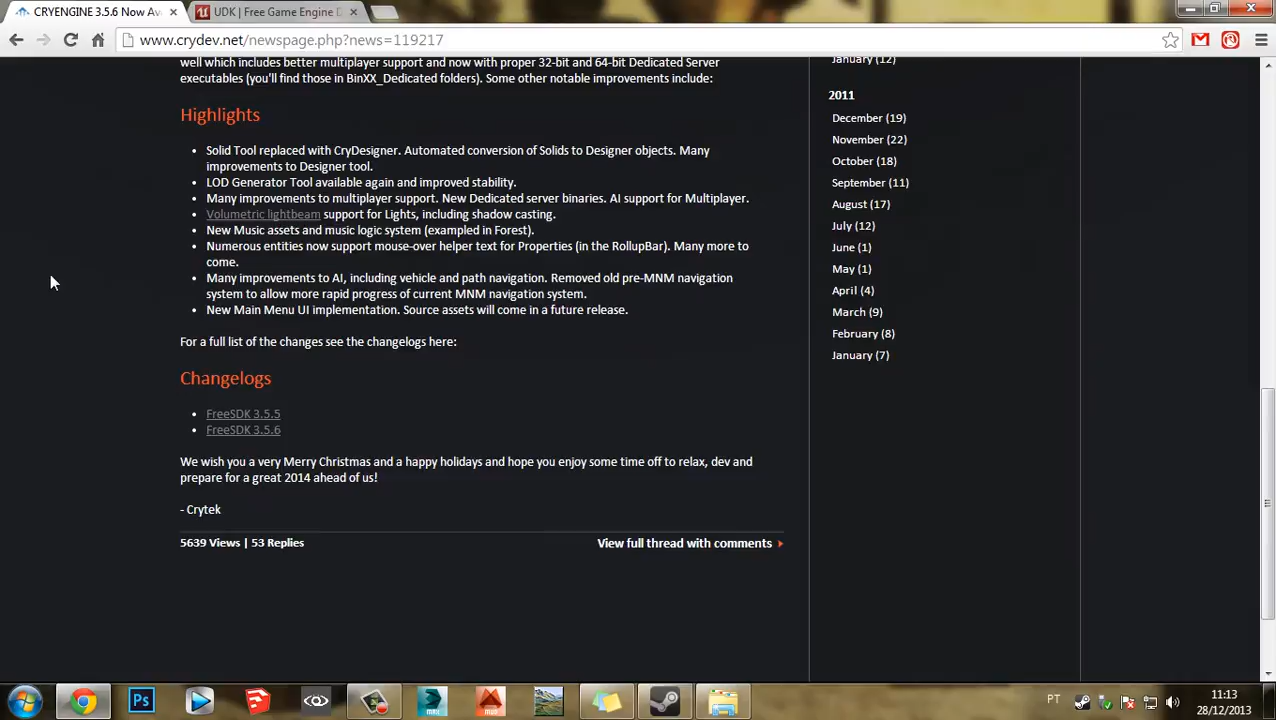 CRYENGINE 3.5.6 Now Av
UDK | Free Game Engine D
www.crydev.net/newspage.php?news=119217
well which includes better multiplayer support and now with proper 32-bit and 64-bit Dedicated Server
executables (you'll find those in BinXX_Dedicated folders). Some other notable improvements include:
Highlights
• Solid Tool replaced with CryDesigner. Automated conversion of Solids to Designer objects. Many
improvements to Designer tool.
• LOD Generator Tool available again and improved stability.
• Many improvements to multiplayer support. New Dedicated server binaries. AI support for Multiplayer.
• Volumetric lightbeam support for Lights, including shadow casting.
• New Music assets and music logic system (exampled in Forest).
• Numerous entities now support mouse-over helper text for Properties (in the RollupBar). Many more to
come.
• Many improvements to AI, including vehicle and path navigation. Removed old pre-MNM navigation
system to allow more rapid progress of current MNM navigation system.
• New Main Menu UI implementation. Source assets will come in a future release.
For a full list of the changes see the changelogs here:
Changelogs
• FreeSDK 3.5.5
• FreeSDK 3.5.6
We wish you a very Merry Christmas and a happy holidays and hope you enjoy some time off to relax, dev and
prepare for a great 2014 ahead of us!
- Crytek
5639 Views | 53 Replies
View full thread with comments
January (12)
2011
December (19)
November (22)
October (18)
September (11)
August (17)
July (12)
June (1)
May (1)
April (4)
March (9)
February (8)
January (7)
Ps
PT
11:13
28/12/2013